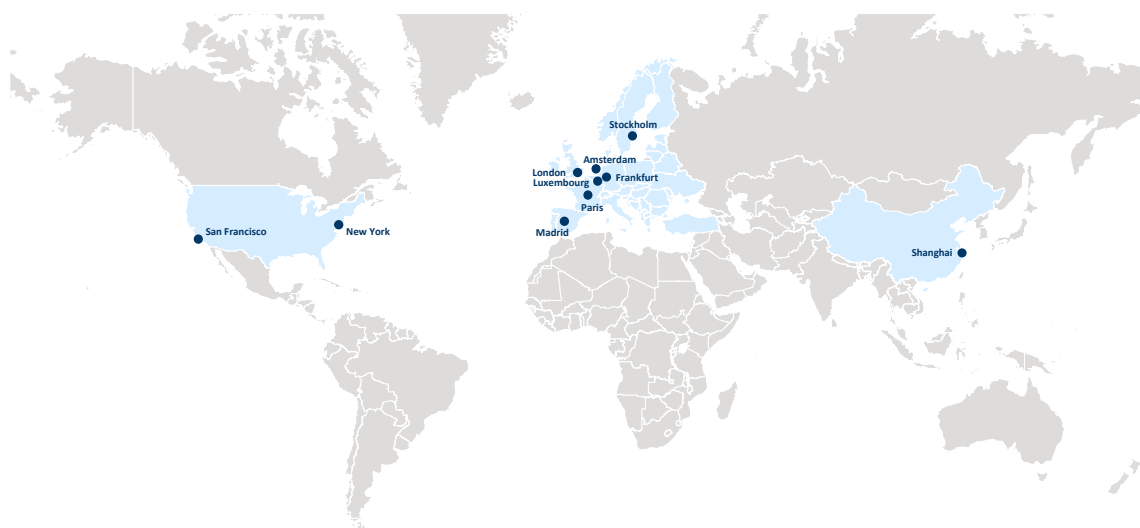 Stockholm
Amsterdam
London
Frankfurt
Luxembourg
Paris
San Francisco
New York
Madrid
Shanghai